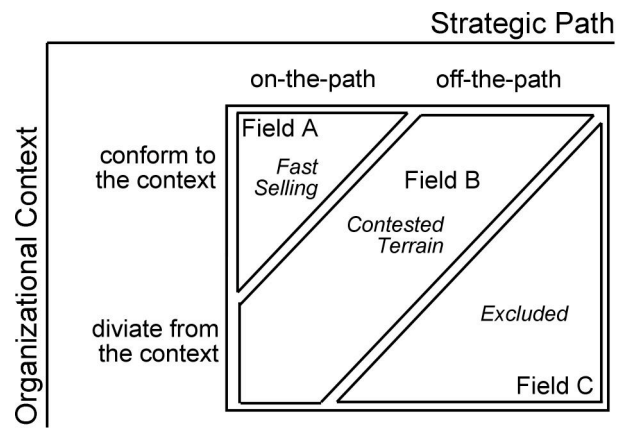 Strategic Path
on-the-path
off-the-path
Organizational Context
conform to
the context
diviate from
the context
Field A
Fast
Selling
Field B
Contested
Terrain
Excluded
Field C